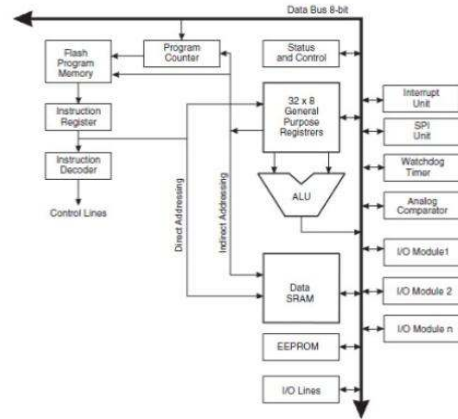 Data Bus 8-bit
Flash
Program
Memory
Program
Counter
Status
and Control
Instruction
Register
32 x 8
General
Purpose
Registrers
Interrupt
Unit
SPI
Unit
Instruction
Decoder
Watchdog
Timer
Direct Addressing
Indirect Addressing
ALU
Analog
Comparator
Control Lines
I/O Module1
Data
SRAM
I/O Module 2
I/O Module n
EEPROM
I/O Lines